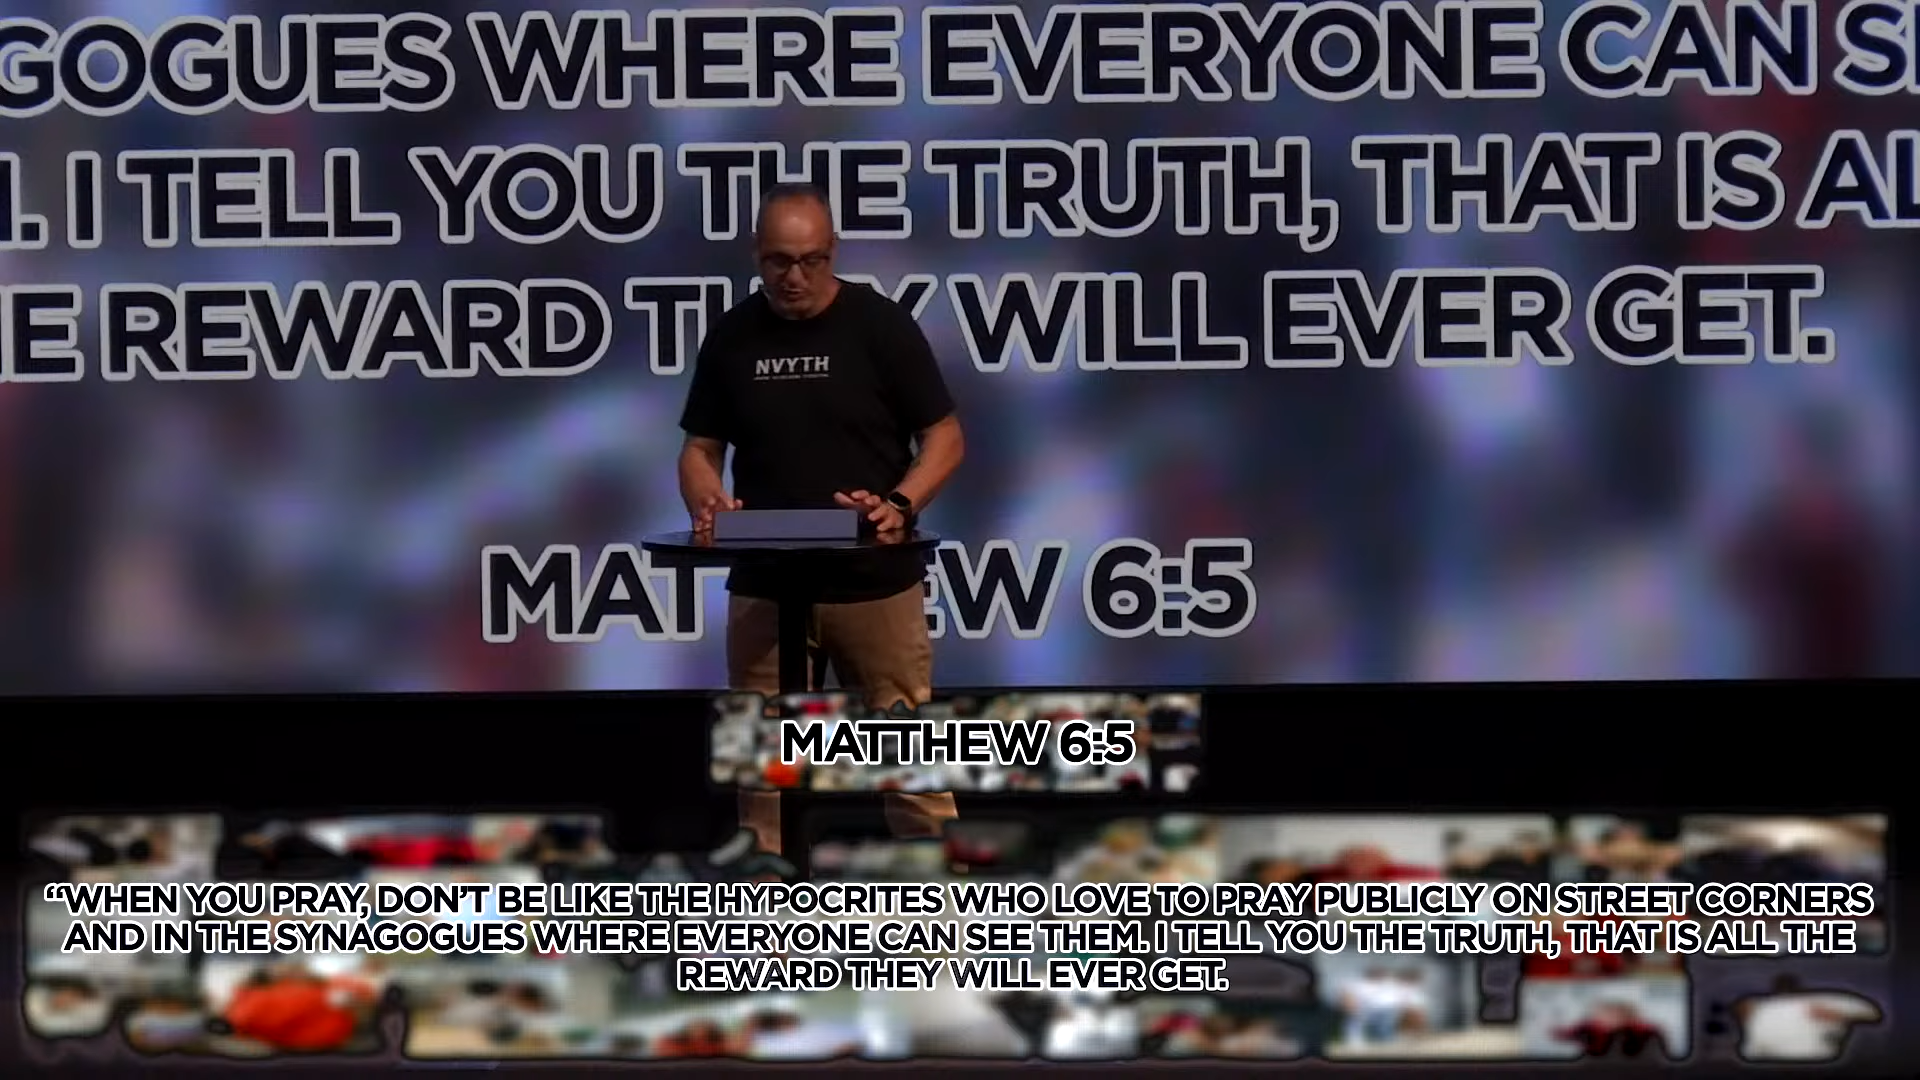 GOGUES WHERE EVERYONE CAN
. I TELL YOU THE TRUTH, THAT IS
REWARD WILL EVER GET.
NVYTH
6:5
MATTHEW 6:5
“WHEN YOU PRAY, DON’T BE LIKE THE HYPOCRITES WHO LOVE TO PRAY PUBLICLY ON STREET CORNERS
AND IN THE SYNAGOGUES WHERE EVERYONE CAN SEE THEM. I TELL YOU THE TRUTH, THAT IS ALL THE
REWARD THEY WILL EVER GET.